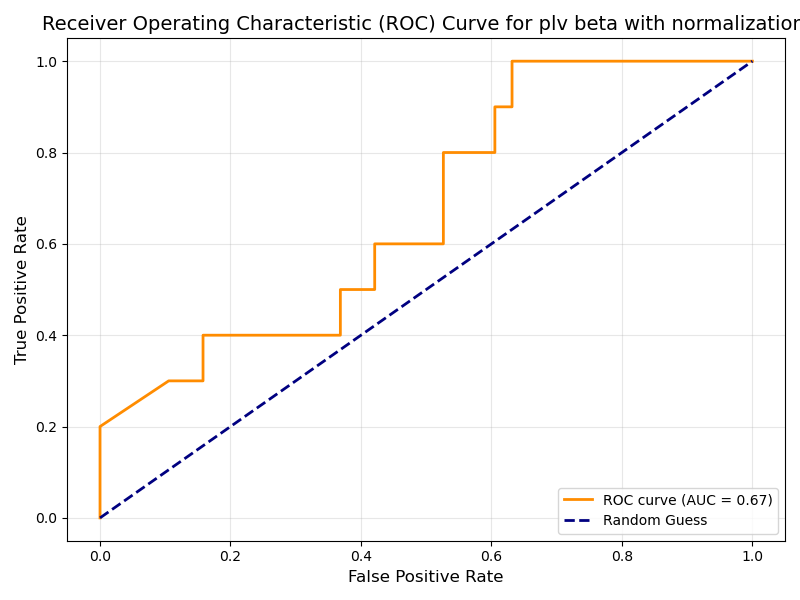 Receiver Operating Characteristic (ROC) Curve for plv beta with normalization
True Positive Rate
1.0
0.8
0.6
0.4
0.2
0.0
0.0 0.2 0.4 0.6 0.8 1.0
False Positive Rate
ROC curve (AUC = 0.67)
Random Guess